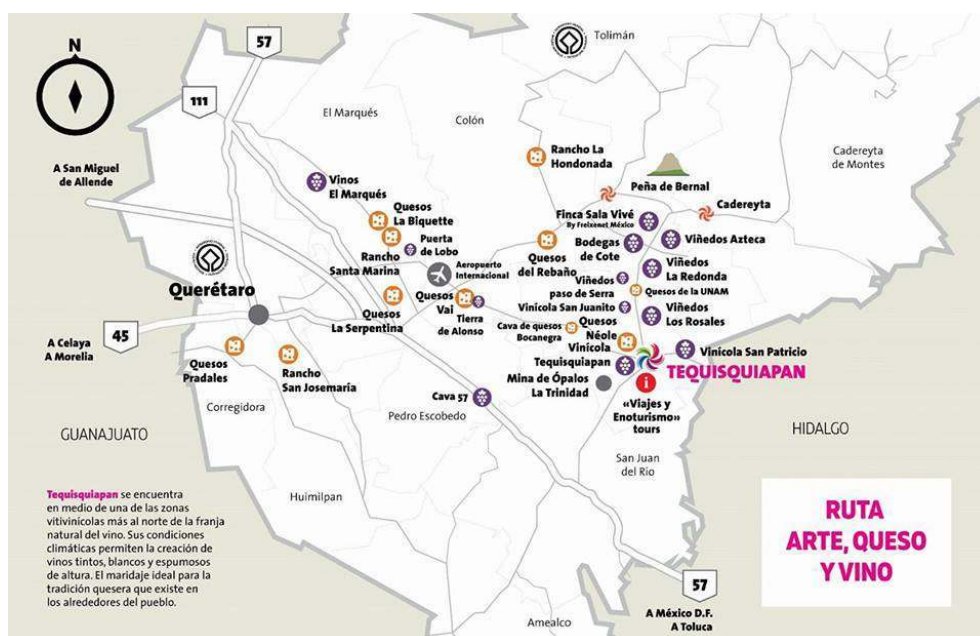 N
57
111
Tolimán
El Marqués
Colón
Cadereyta
de Montes
A San Miguel
de Allende
Rancho La
Hondonada
Vinos
El Marqués
Peña de Bernal
Cadereyta
Quesos
La Biquette
Finca Sala Vivé
By Freixenet México
Puerta
de Lobo
Bodegas
de Cote
Viñedos Azteca
Rancho
Santa Marina
Aeropuerto
Internacional
Quesos
del Rebaño
Viñedos
La Redonda
Viñedos
paso de Serra
Quesos de la UNAM
Querétaro
Quesos
La Serpentina
Quesos
Val
Tierra
de Alonso
Vinícola San Juanito
Viñedos
Los Rosales
Cava de quesos
Bocanegra
Quesos
Néole
45
A Celaya
A Morelia
Vinícola
Tequisquiapan
Vinícola San Patricio
TEQUISQUIAPAN
Quesos
Pradales
Rancho
San Josemaría
Mina de Ópalos
La Trinidad
i
«Viajes y
Enoturismo»
tours
Cava 57
Corregidora
Pedro Escobedo
GUANAJUATO
HIDALGO
San Juan
del Rio
Huimilpan
Tequisquiapan se encuentra
en medio de una de las zonas
vitivinícolas más al norte de la franja
natural del vino. Sus condiciones
climáticas permiten la creación de
vinos tintos, blancos y espumosos
de altura. El maridaje ideal para la
tradición quesera que existe en
los alrededores del pueblo.
RUTA
ARTE, QUESO
Y VINO
57
A México D.F.
A Toluca
Amealco